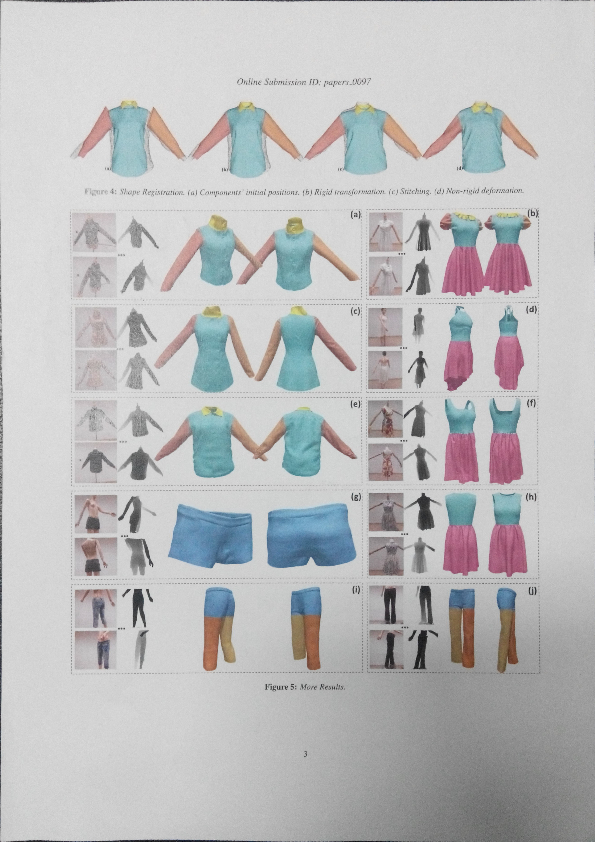 Online Submission ID: papers_0097
(a) (b) (c) (d)
Figure 4: Shape Registration. (a) Components' initial positions. (b) Rigid transformation. (c) Stitching. (d) Non-rigid deformation.
(a) (b)
(c) (d)
(e) (f)
(g) (h)
(i) (j)
Figure 5: More Results.
3